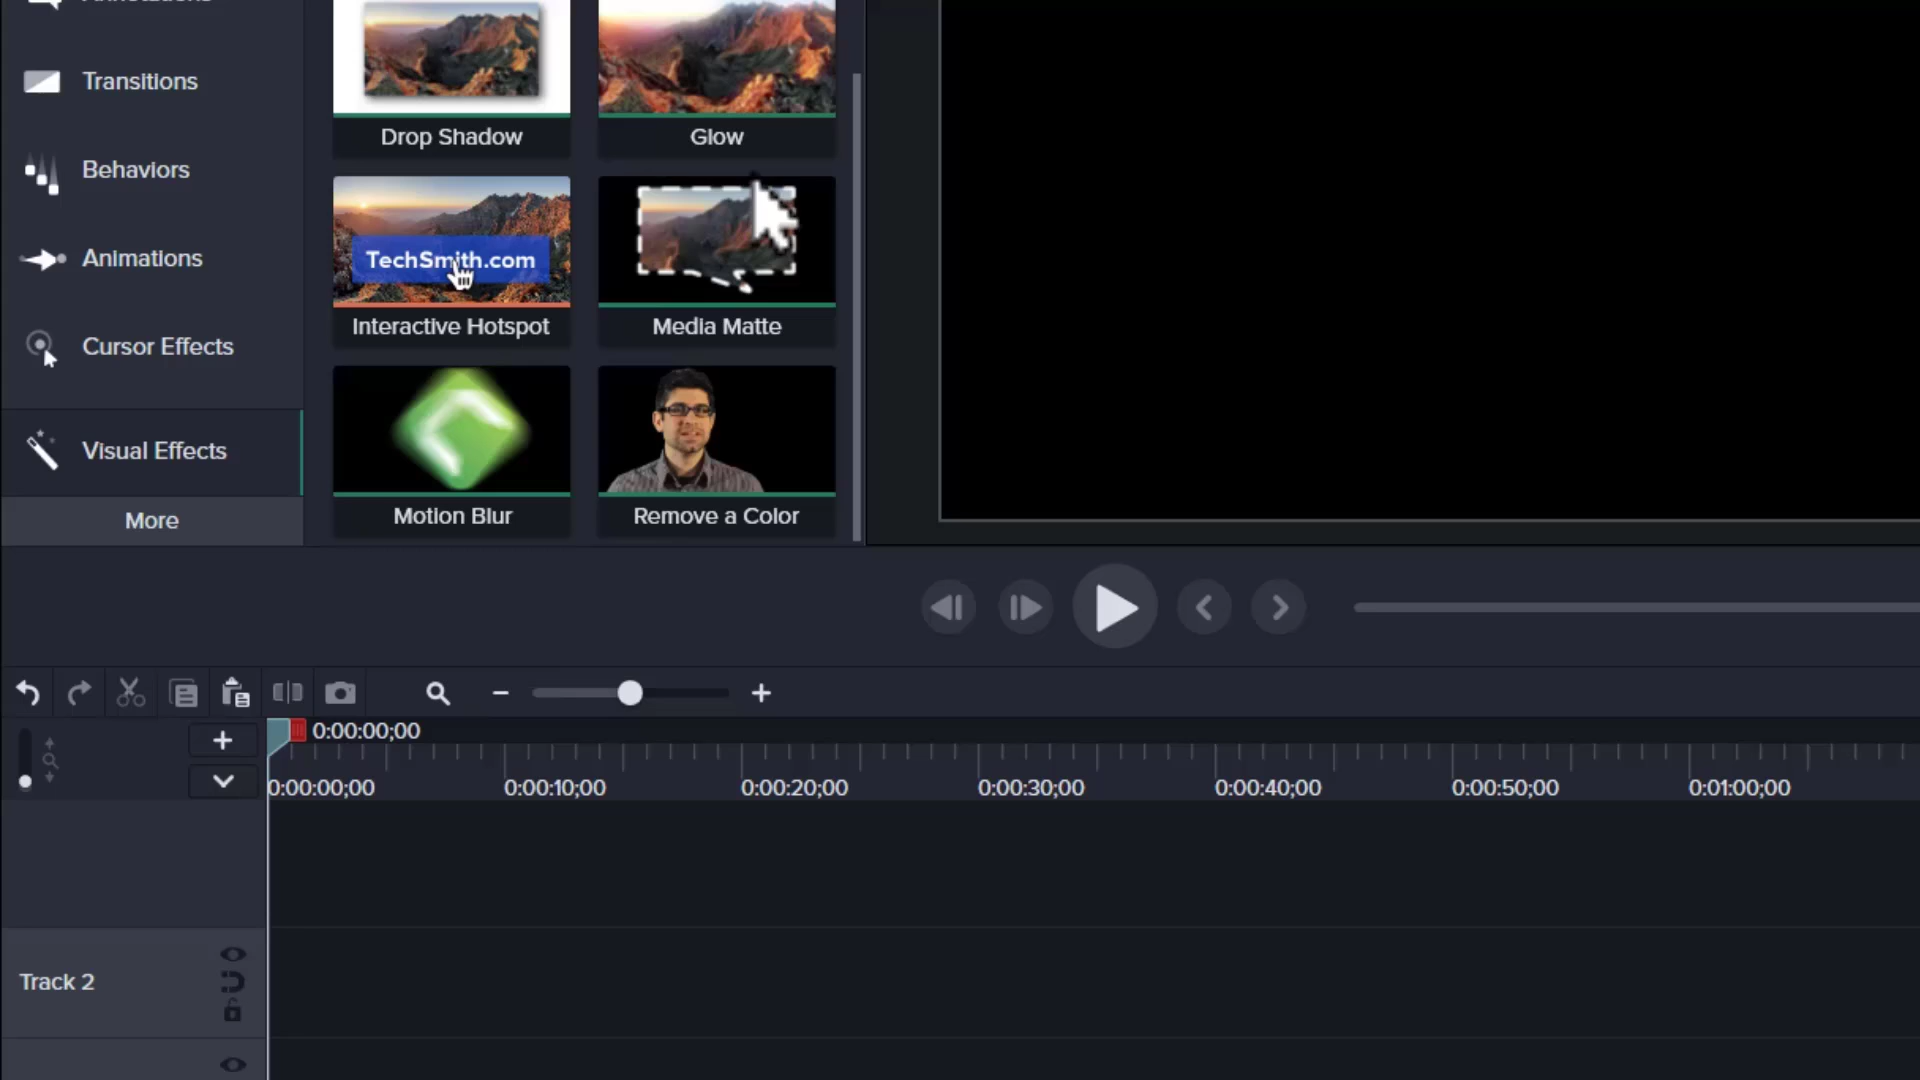 Annotations
Transitions
Behaviors
Animations
Cursor Effects
Visual Effects
More
Drop Shadow
Glow
TechSmith.com
Interactive Hotspot
Media Matte
Motion Blur
Remove a Color
0:00:00;00
0:00:00;00
0:00:10;00
0:00:20;00
0:00:30;00
0:00:40;00
0:00:50;00
0:01:00;00
Track 2